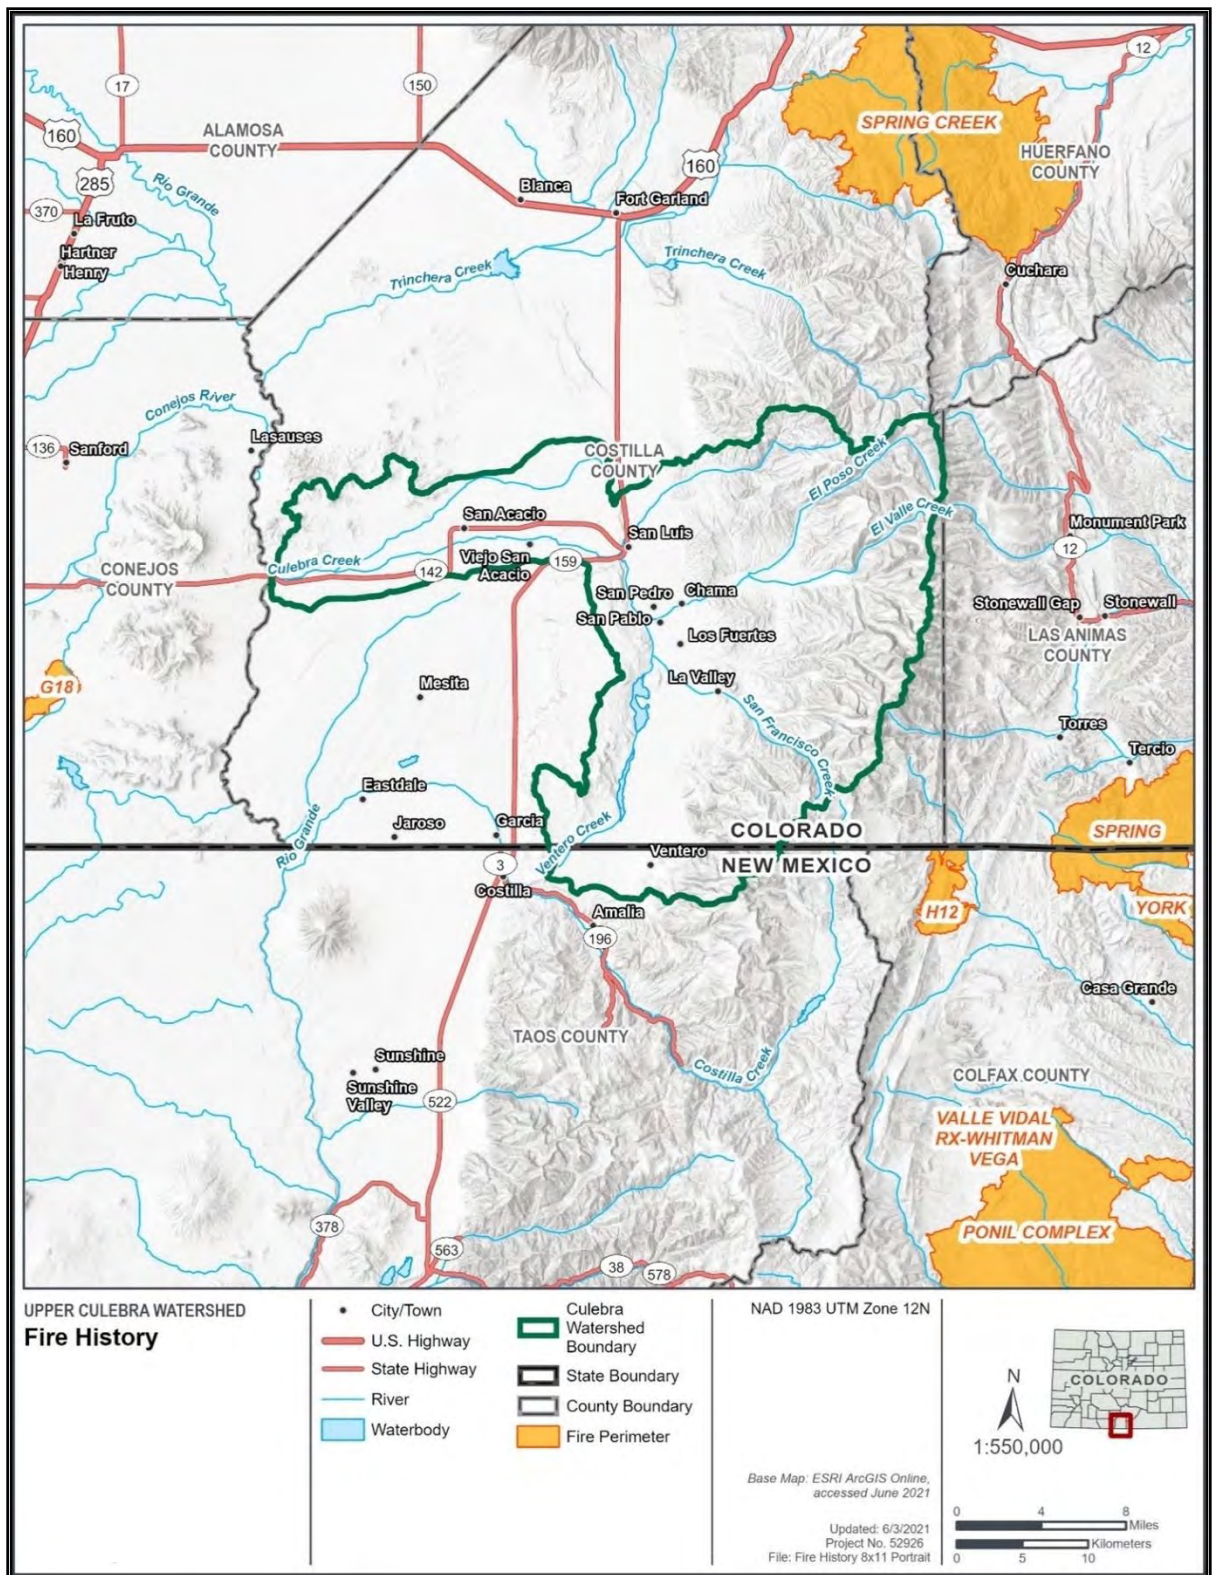 12
17
150
SPRING CREEK
160
ALAMOSA
COUNTY
HUERFANO
COUNTY
160
285
Rio Grande
Blanca
Fort Garland
370
La Fruto
Hartner
Henry
Trinchera Creek
Trinchera Creek
Cuchara
Conejos River
136
Sanford
Lasauses
COSTILLA
COUNTY
El Poso Creek
El Valle Creek
San Acacio
San Luis
Monument Park
12
Culebra Creek
Viejo San
Acacio
159
142
CONEJOS
COUNTY
San Pedro
Chama
San Pablo
Stonewall Gap
Stonewall
Los Fuertes
LAS ANIMAS
COUNTY
G18
Mesita
La Valley
San Francisco Creek
Torres
Tercio
Eastdale
Jaroso
Garcia
Rio Grande
Ventero Creek
COLORADO
SPRING
Ventero
NEW MEXICO
3
Costilla
Amalia
H12
YORK
196
Casa Grande
TAOS COUNTY
Sunshine
Sunshine
Valley
Costilla Creek
COLFAX COUNTY
522
VALLE VIDAL
RX-WHITMAN
VEGA
378
PONIL COMPLEX
563
38
578
UPPER CULEBRA WATERSHED
Fire History
City/Town
U.S. Highway
State Highway
River
Waterbody
Culebra
Watershed
Boundary
State Boundary
County Boundary
Fire Perimeter
NAD 1983 UTM Zone 12N
Base Map: ESRI ArcGIS Online,
accessed June 2021
Updated: 6/3/2021
Project No. 52926
File: Fire History 8x11 Portrait
COLORADO
N
1:550,000
0 4 8
Miles
Kilometers
0 5 10